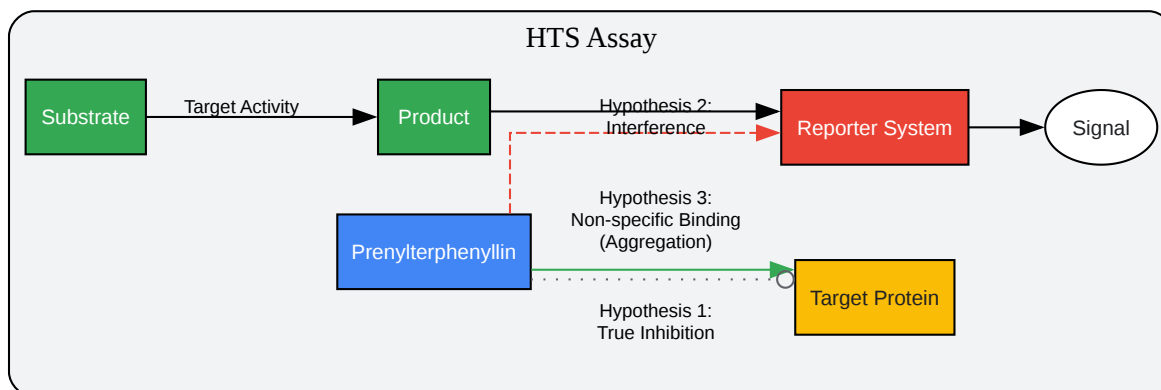 HTS Assay
Substrate
Target Activity
Product
Hypothesis 2:
Interference
Reporter System
Signal
Prenylterphenyllin
Hypothesis 3:
Non-specific Binding
(Aggregation)
Target Protein
Hypothesis 1:
True Inhibition